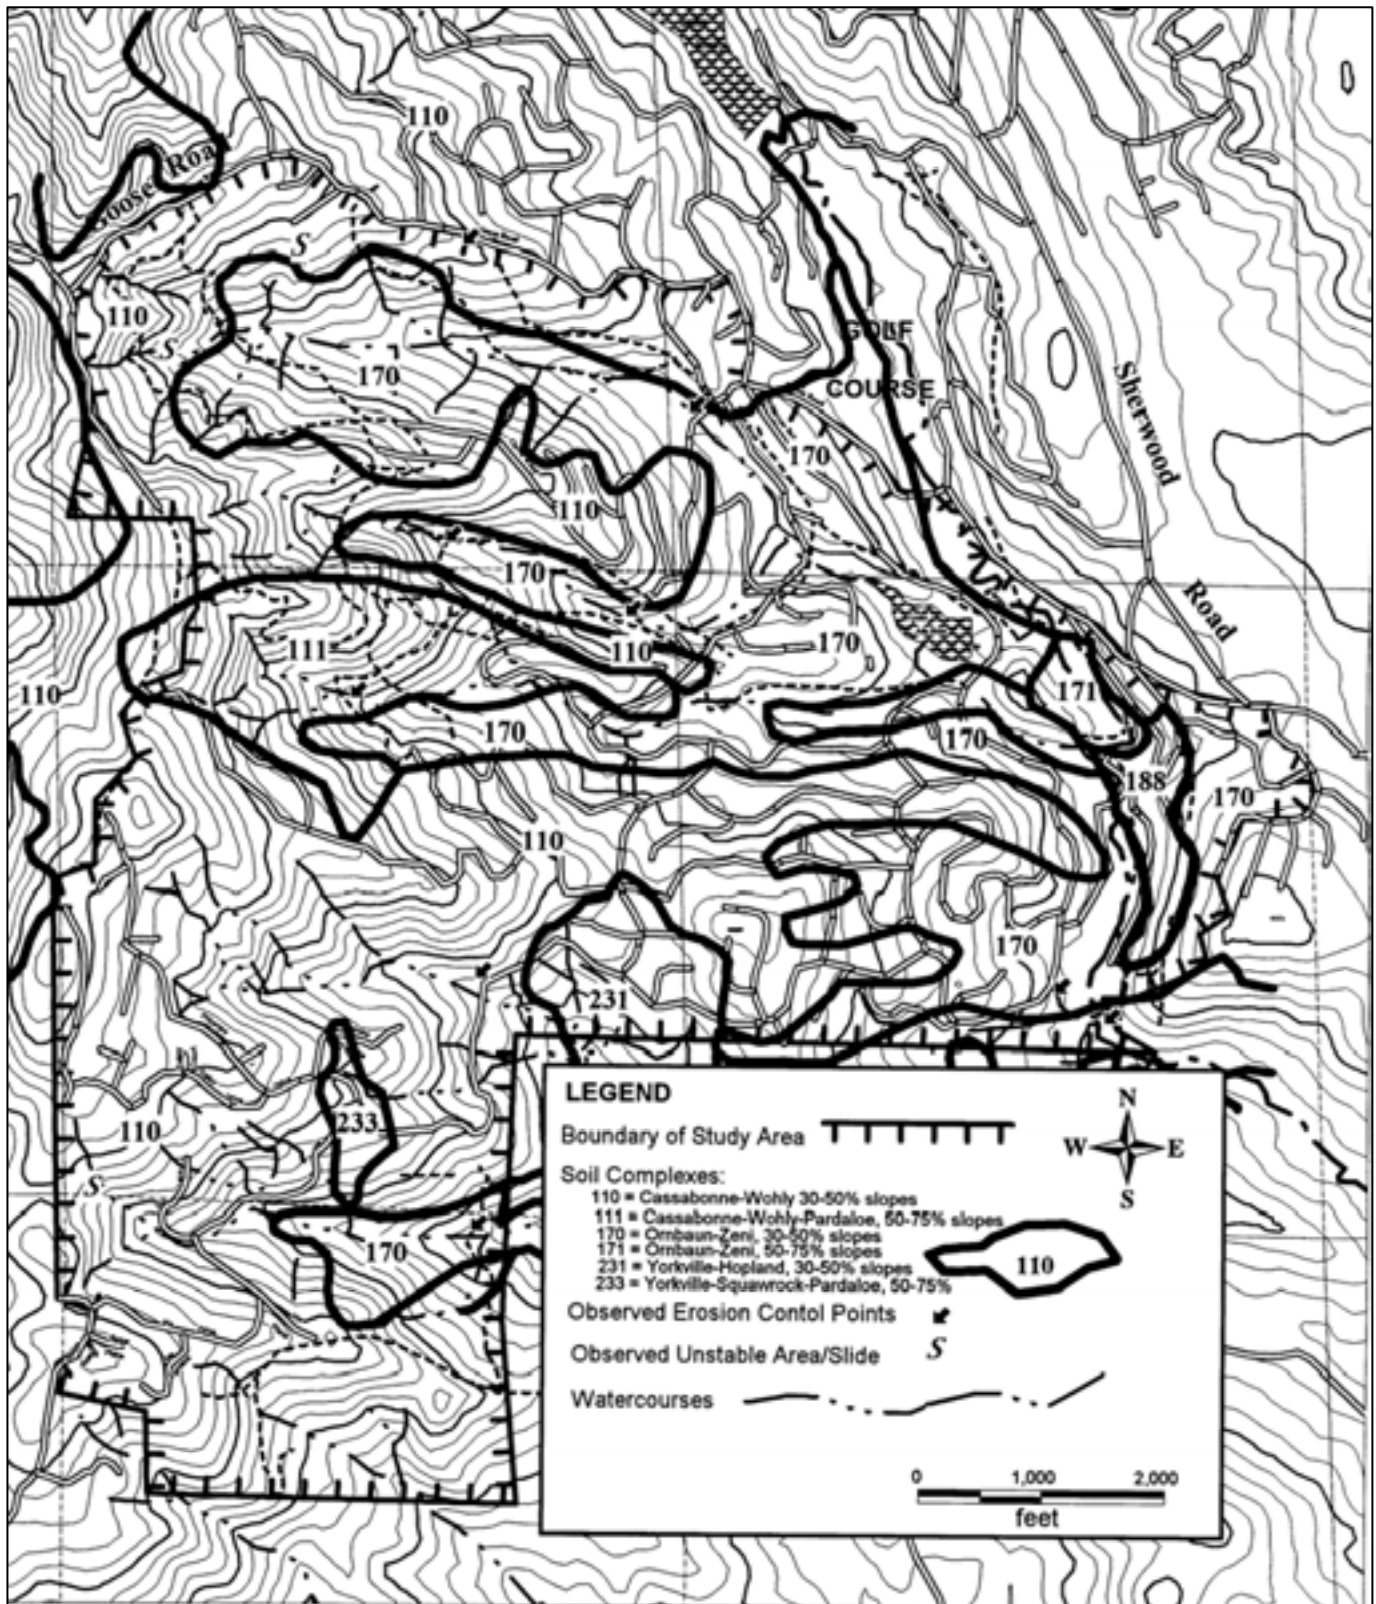 110
Goose Road
S
110
S
170
GOLF
COURSE
Sherwood
Road
170
110
170
111
110
170
110
171
170
170
188
170
110
170
231
233
110
S
170
LEGEND
Boundary of Study Area
N
W E
S
Soil Complexes:
110 = Cassabonne-Wohly 30-50% slopes
111 = Cassabonne-Wohly-Pardaloe, 50-75% slopes
170 = Ornbaun-Zeni, 30-50% slopes
171 = Ornbaun-Zeni, 50-75% slopes
231 = Yorkville-Hopland, 30-50% slopes
233 = Yorkville-Squawrock-Pardaloe, 50-75%
110
Observed Erosion Contol Points
Observed Unstable Area/Slide S
Watercourses
0 1,000 2,000
feet